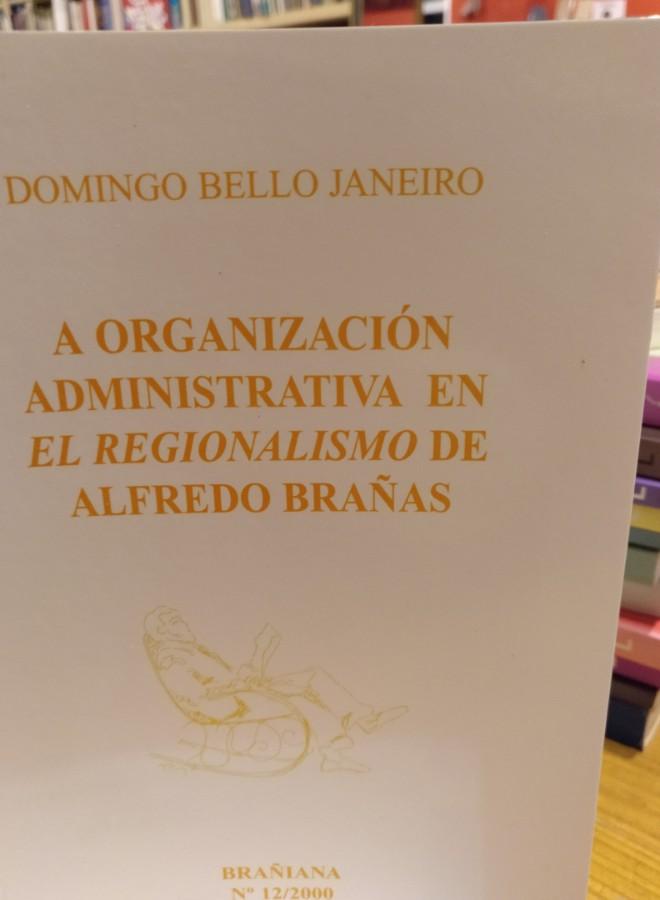 DOMINGO BELLO JANEIRO
A ORGANIZACIÓN
ADMINISTRATIVA EN
EL REGIONALISMO DE
ALFREDO BRAÑAS
BRAÑIANA
Nº 12/2000